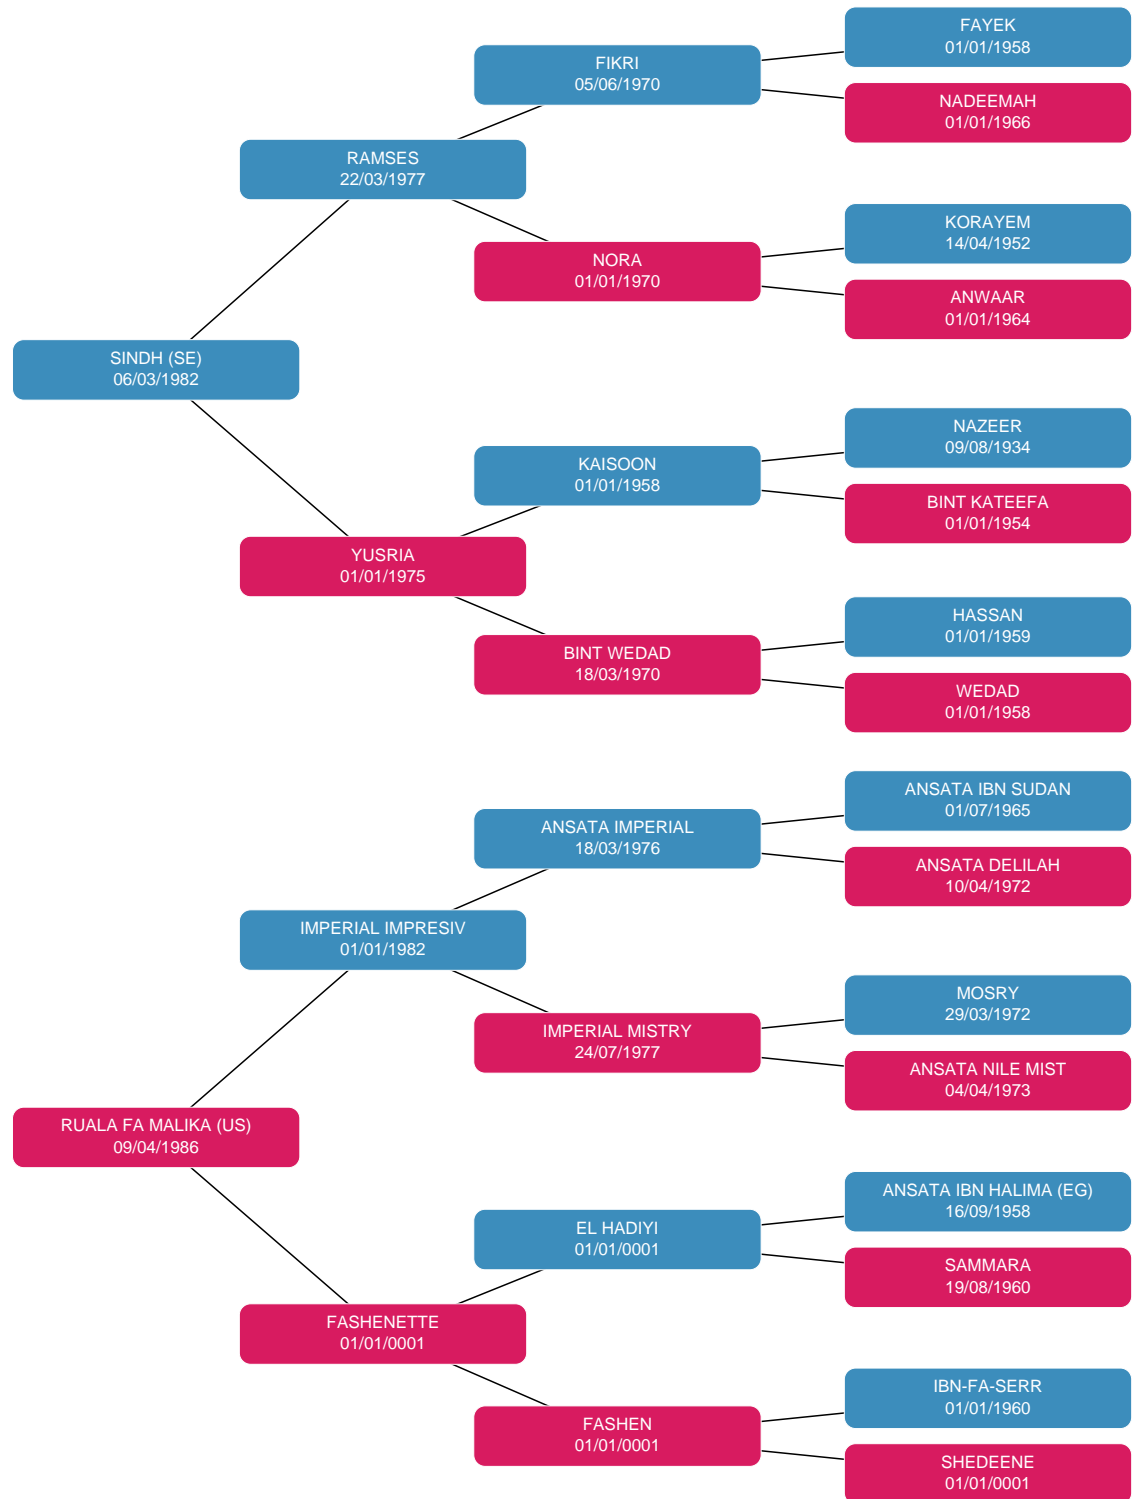 FAYEK
01/01/1958
FIKRI
05/06/1970
NADEEMAH
01/01/1966
RAMSES
22/03/1977
KORAYEM
14/04/1952
NORA
01/01/1970
ANWAAR
01/01/1964
SINDH (SE)
06/03/1982
NAZEER
09/08/1934
KAISOON
01/01/1958
BINT KATEEFA
01/01/1954
YUSRIA
01/01/1975
HASSAN
01/01/1959
BINT WEDAD
18/03/1970
WEDAD
01/01/1958
ANSATA IBN SUDAN
01/07/1965
ANSATA IMPERIAL
18/03/1976
ANSATA DELILAH
10/04/1972
IMPERIAL IMPRESIV
01/01/1982
MOSRY
29/03/1972
IMPERIAL MISTRY
24/07/1977
ANSATA NILE MIST
04/04/1973
RUALA FA MALIKA (US)
09/04/1986
ANSATA IBN HALIMA (EG)
16/09/1958
EL HADIYI
01/01/0001
SAMMARA
19/08/1960
FASHENETTE
01/01/0001
IBN-FA-SERR
01/01/1960
FASHEN
01/01/0001
SHEDEENE
01/01/0001